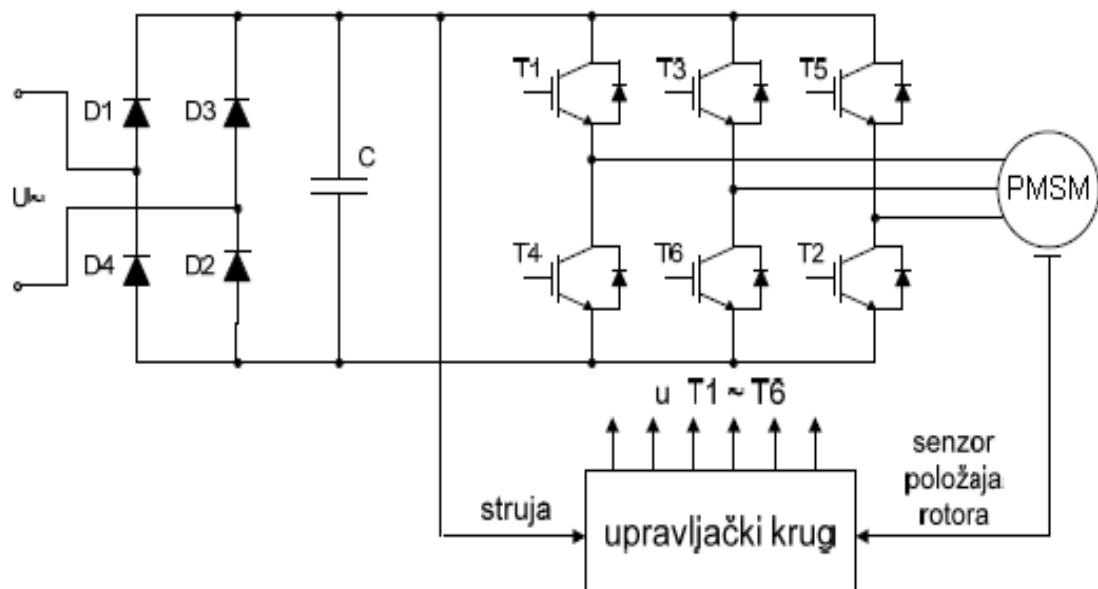 T1
T3
T5
D1
D3
C
U~
PMSM
D4
D2
T4
T6
T2
u T1 ~ T6
senzor
položaja
rotora
struja
upravljački krug